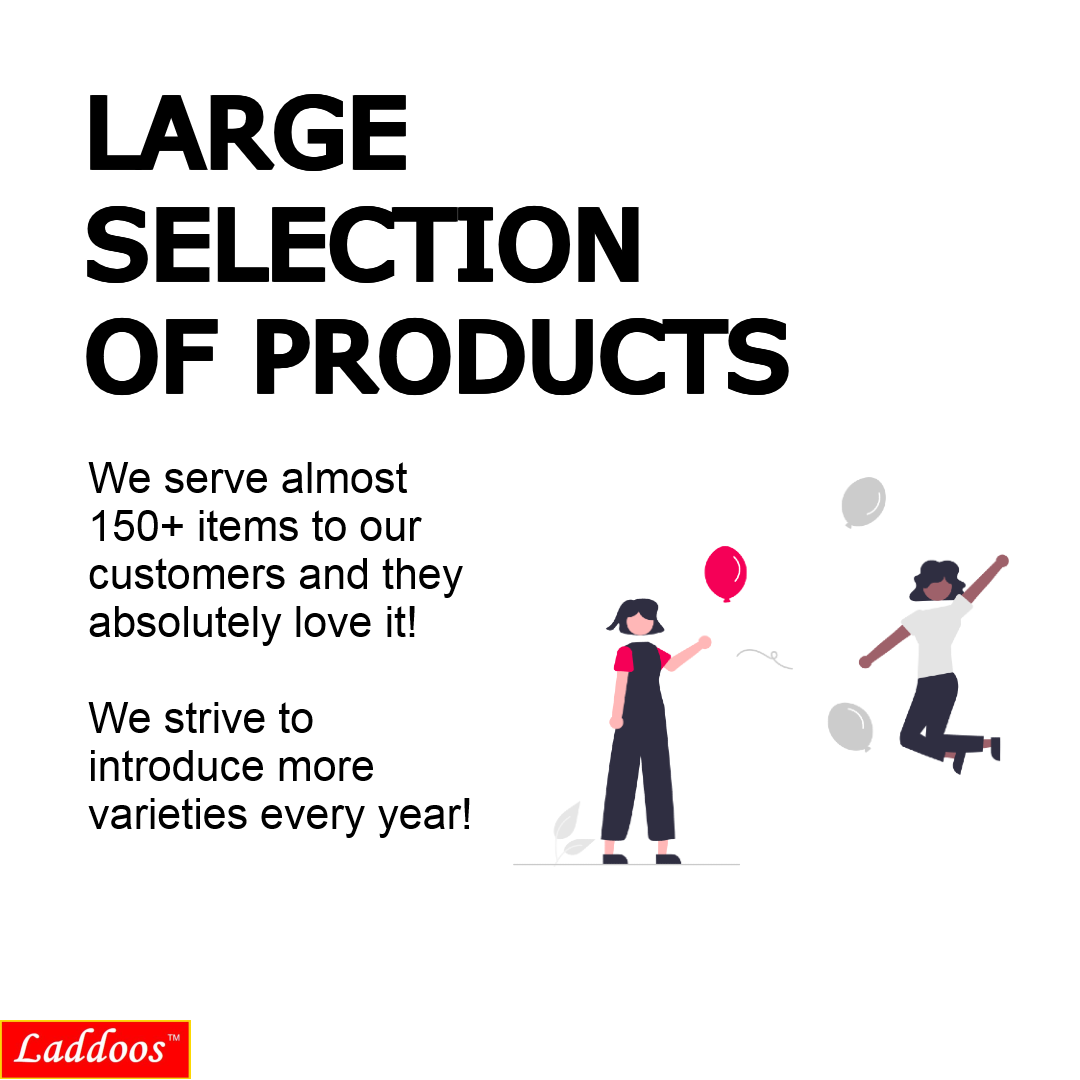 LARGE
SELECTION
OF PRODUCTS
We serve almost
150+ items to our
customers and they
absolutely love it!
We strive to
introduce more
varieties every year!
Laddoos™